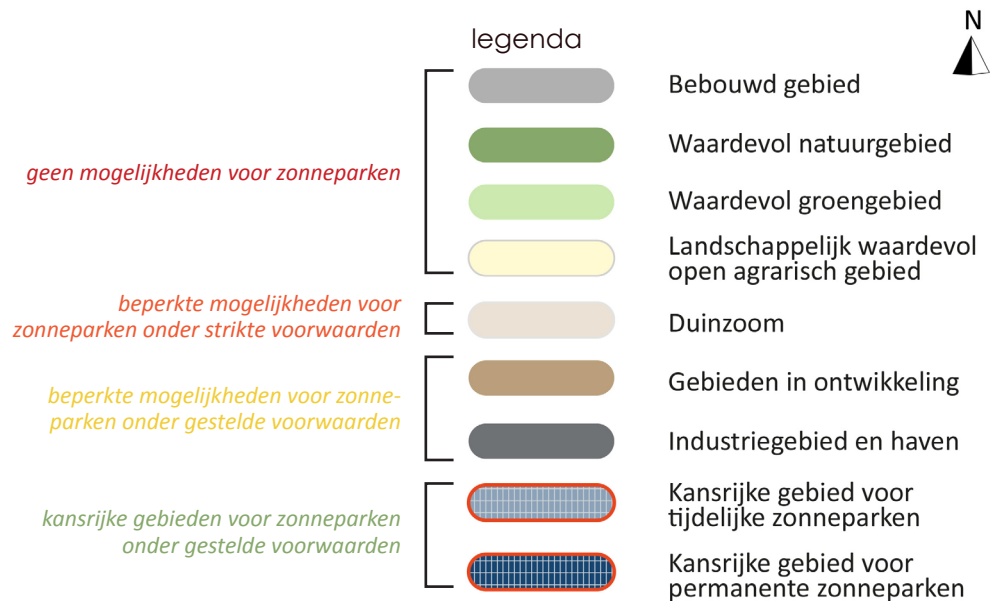 N
legenda
geen mogelijkheden voor zonneparken
Bebouwd gebied
Waardevol natuurgebied
Waardevol groengebied
Landschappelijk waardevol
open agrarisch gebied
beperkte mogelijkheden voor
zonneparken onder strikte voorwaarden
Duinzoom
beperkte mogelijkheden voor zonne-
parken onder gestelde voorwaarden
Gebieden in ontwikkeling
Industriegebied en haven
kansrijke gebieden voor zonneparken
onder gestelde voorwaarden
Kansrijke gebied voor
tijdelijke zonneparken
Kansrijke gebied voor
permanente zonneparken